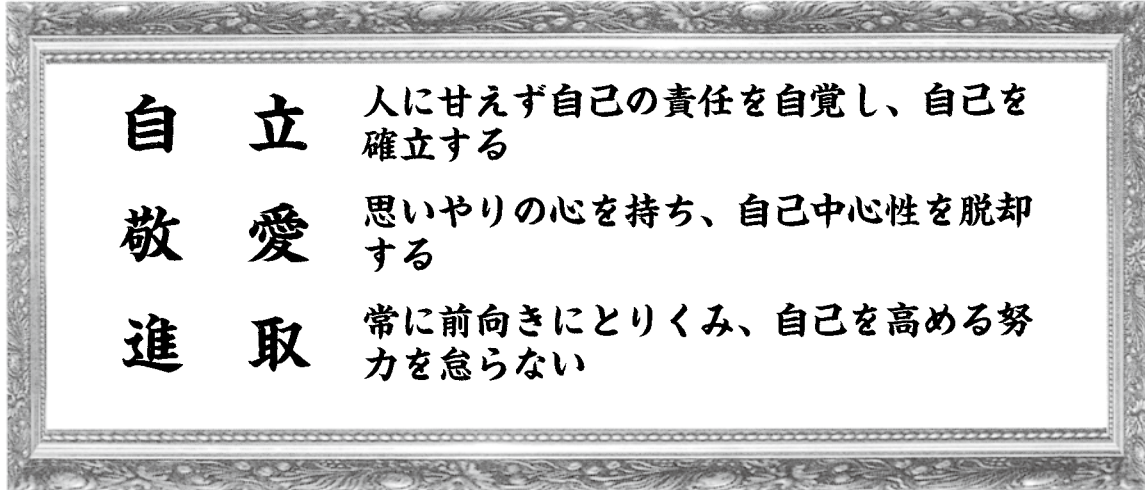 自 立 人に甘えず自己の責任を自覚し、自己を
確立する
敬 愛 思いやりの心を持ち、自己中心性を脱却
する
進 取 常に前向きにとりくみ、自己を高める努
力を怠らない